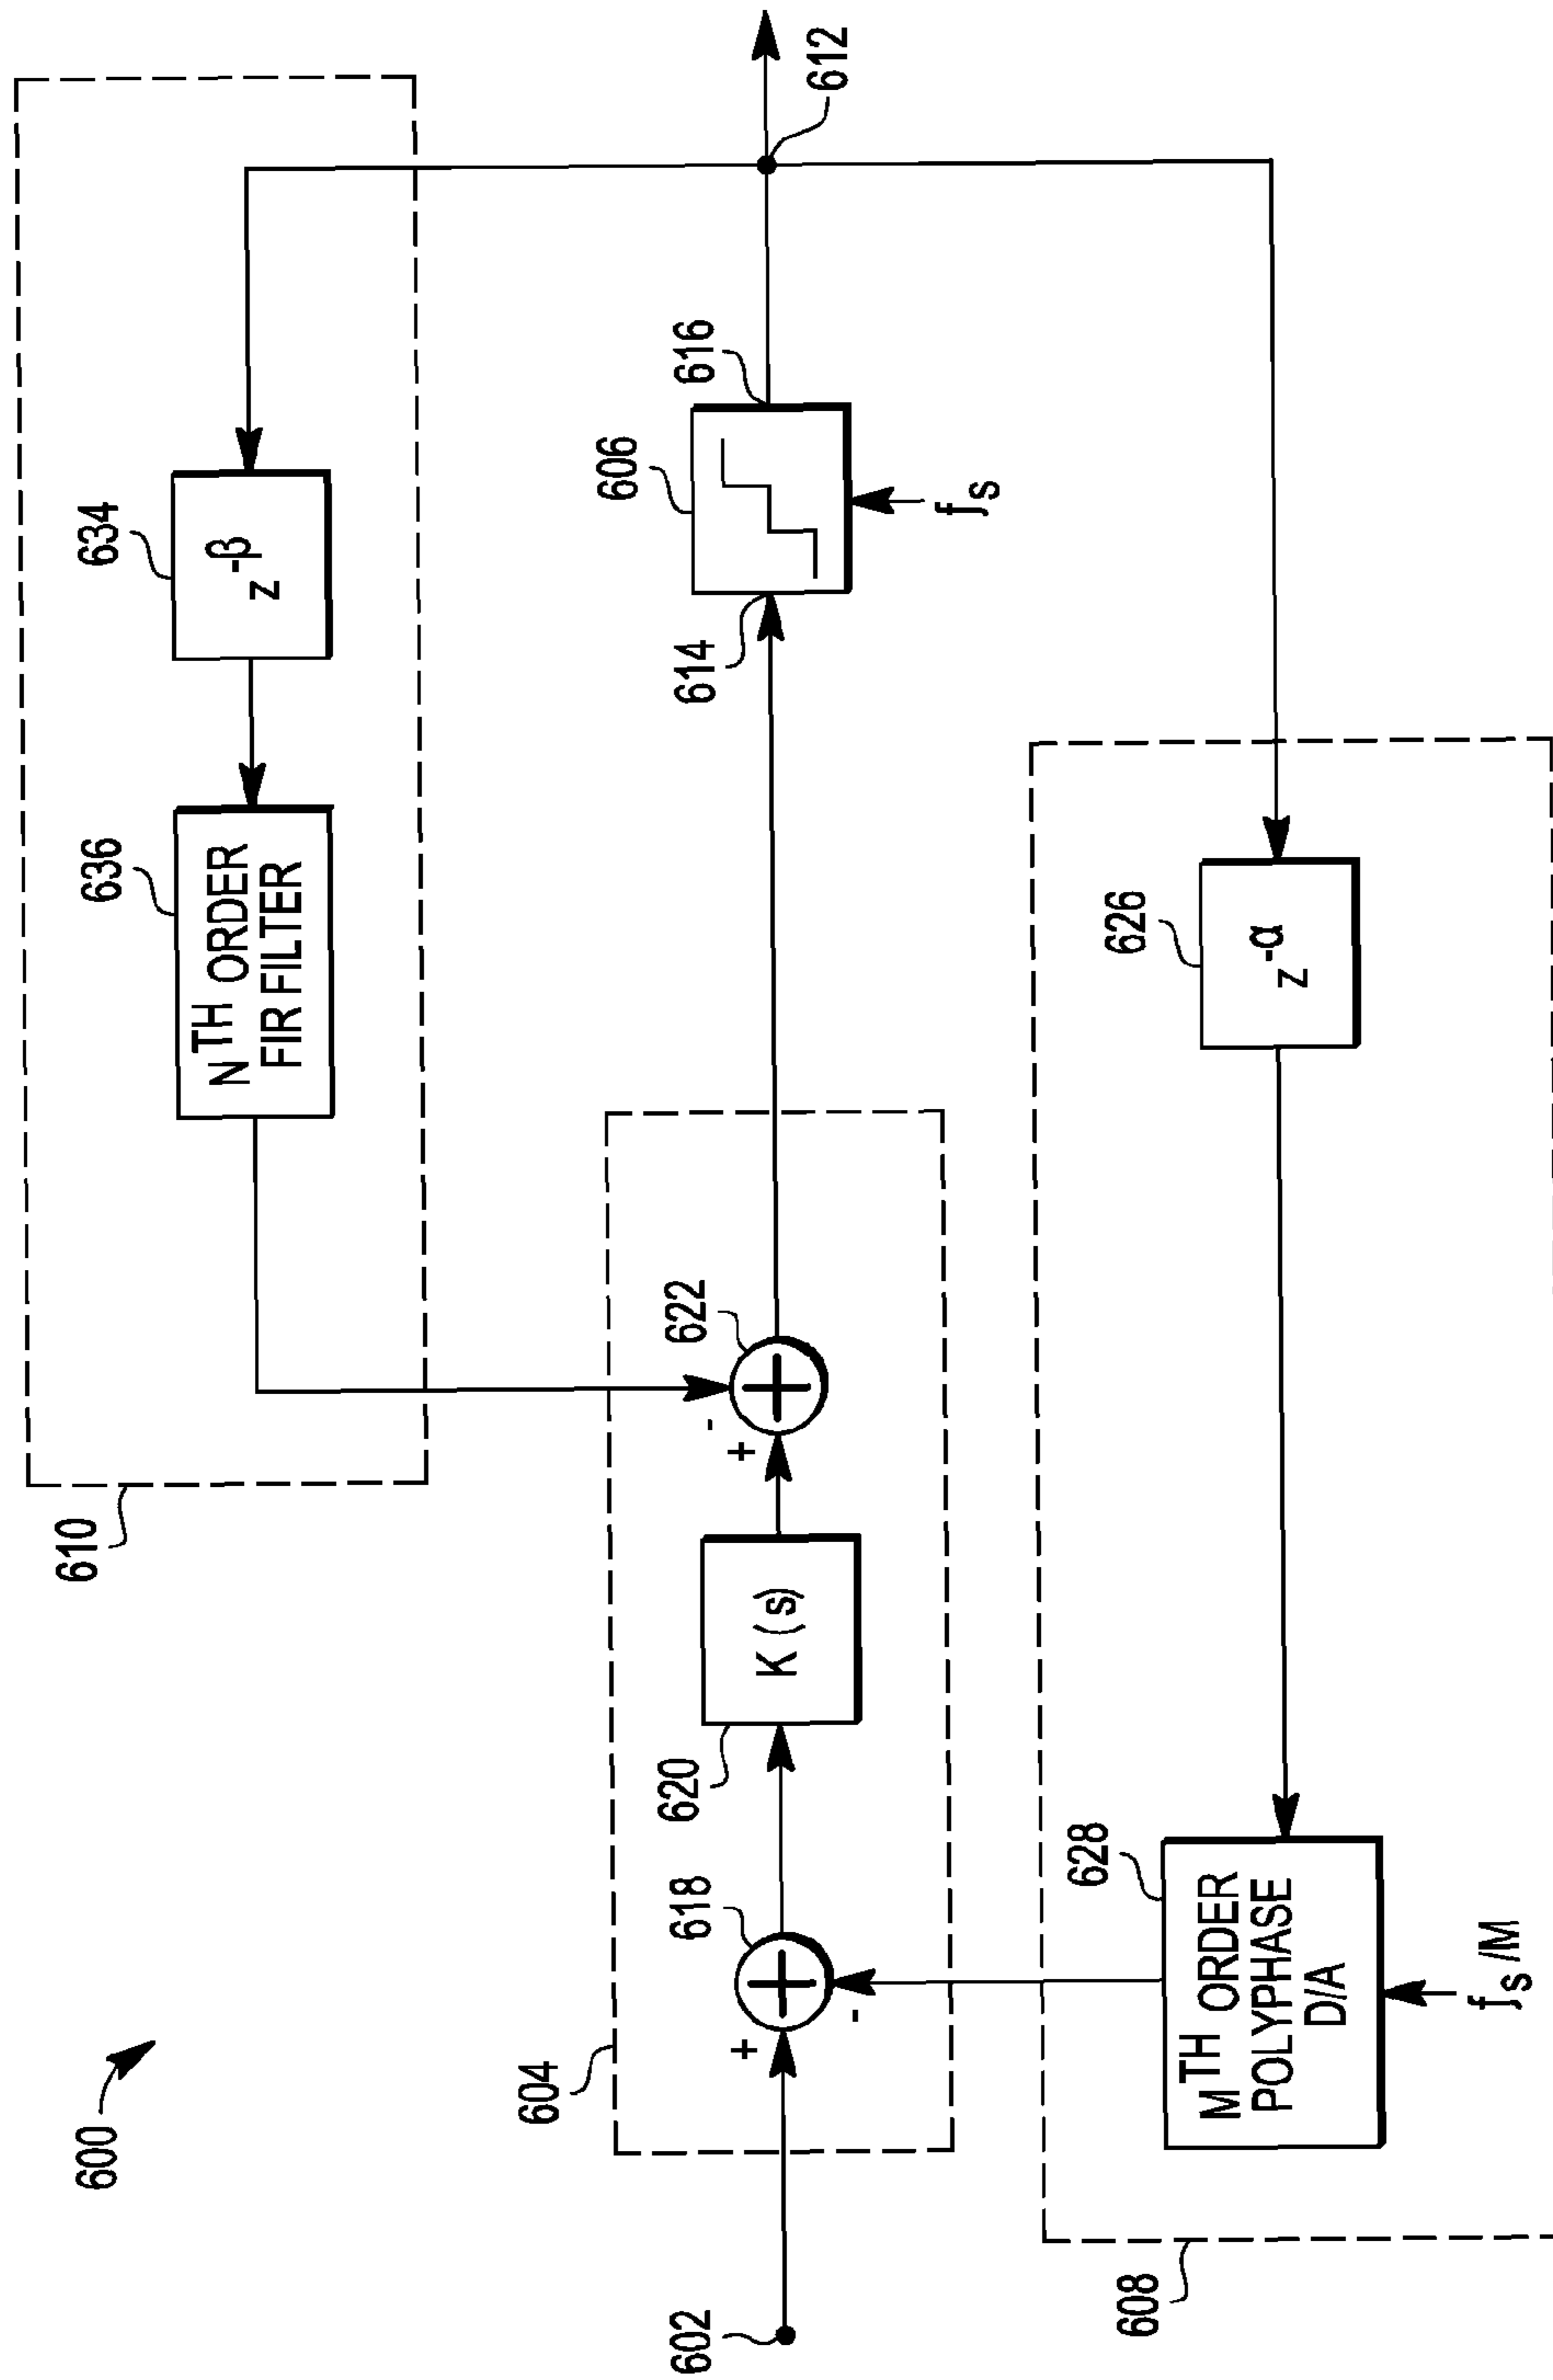 600
610
636
634
N^TH ORDER
FIR FILTER
z^-β
604
602
618
620
622
614
606
616
612
+
-
K(s)
+
-
f_s
608
628
626
M^TH ORDER
POLYPHASE
D/A
z^-α
f_s/M